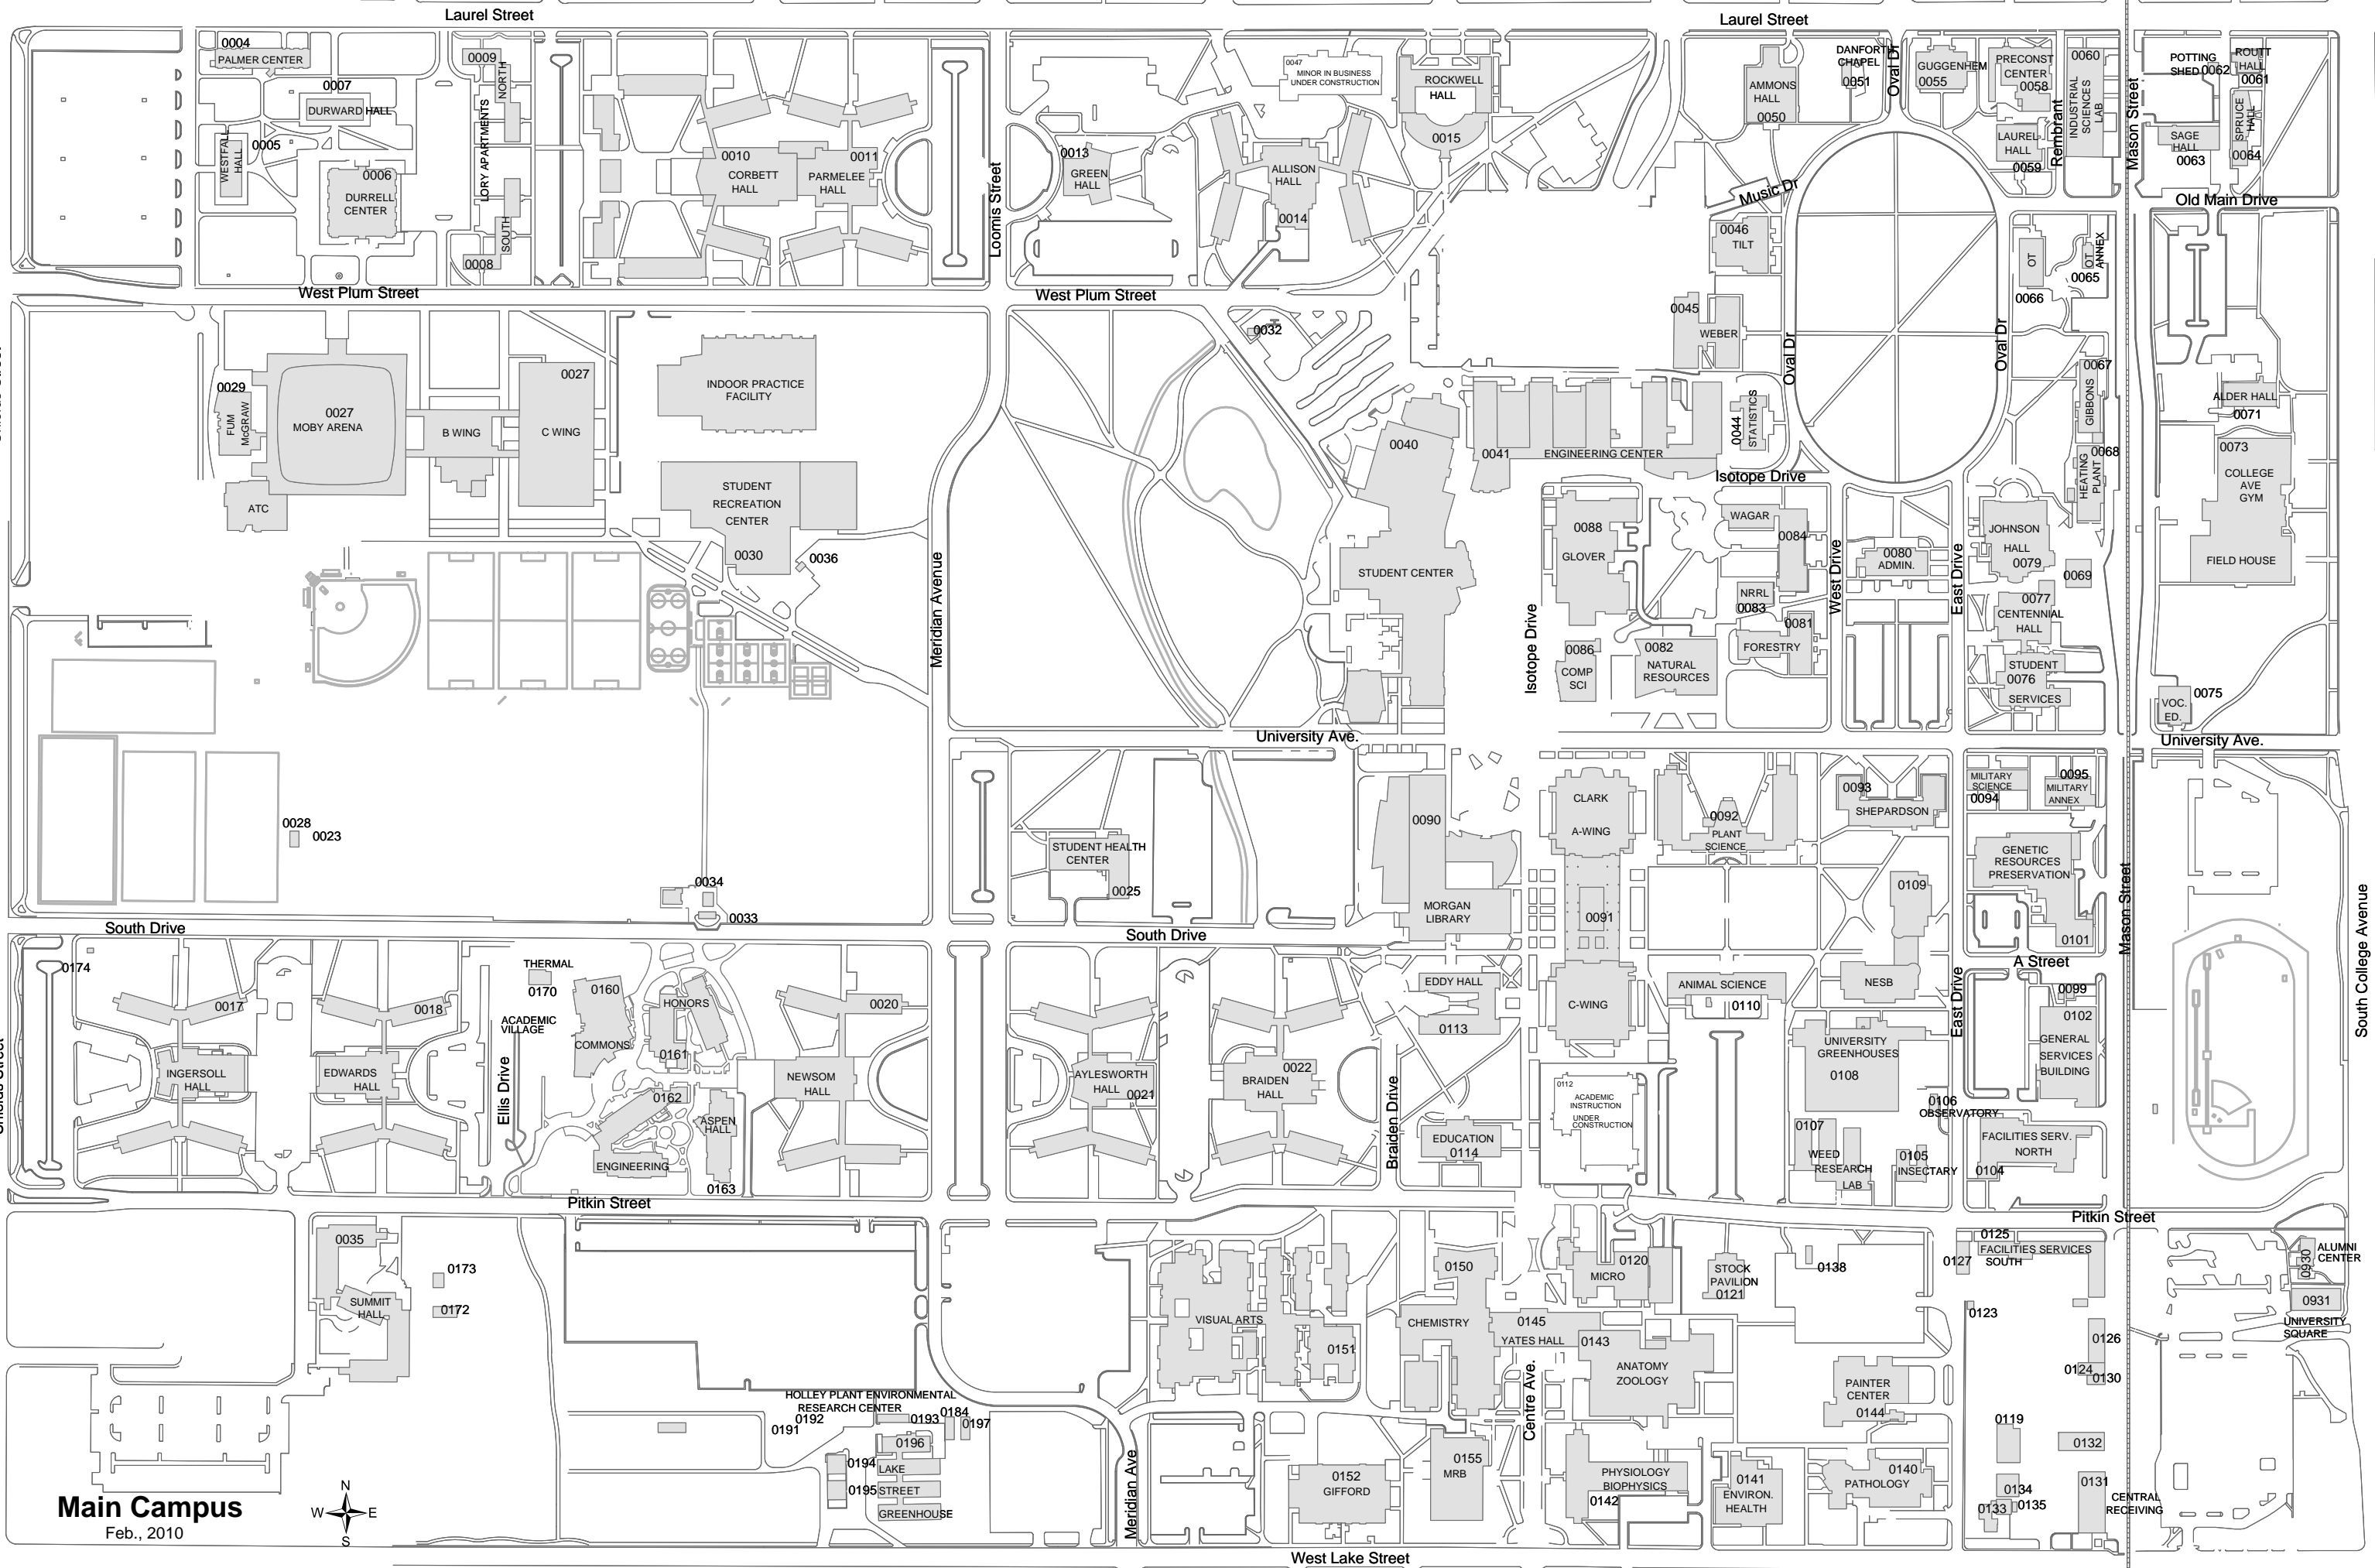 Laurel Street
Laurel Street
0004
PALMER CENTER
0007
DURWARD HALL
WESTFALL
HALL
0005
0006
DURRELL
CENTER
0009
NORTH
LORY APARTMENTS
SOUTH
0008
0010
CORBETT
HALL
0011
PARMELEE
HALL
Loomis Street
0013
GREEN
HALL
0047
MINOR IN BUSINESS
UNDER CONSTRUCTION
ALLISON
HALL
0014
ROCKWELL
HALL
0015
AMMONS
HALL
0050
DANFORTH
CHAPEL
0051
Oval Dr
GUGGENHEM
0055
PRECONST
CENTER
0058
LAUREL
HALL
0059
Rembrant
0060
INDUSTRIAL
SCIENCES
LAB
Mason Street
POTTING
SHED 0062
ROUTT
HALL
0061
SPRUCE
HALL
0064
SAGE
HALL
0063
Old Main Drive
Music Dr
0046
TILT
OT
0066
OT
ANNEX
0065
West Plum Street
West Plum Street
0032
0045
WEBER
Oval Dr
Oval Dr
0067
GIBBONS
0068
HEATING
PLANT
ALDER HALL
0071
0073
COLLEGE
AVE
GYM
FIELD HOUSE
0029
FUM
McGRAW
0027
MOBY ARENA
B WING
0027
C WING
ATC
INDOOR PRACTICE
FACILITY
STUDENT
RECREATION
CENTER
0030
0036
Meridian Avenue
0040
STUDENT CENTER
0041
ENGINEERING CENTER
0044
STATISTICS
Isotope Drive
0088
GLOVER
WAGAR
0084
NRRL
0083
0081
FORESTRY
0082
NATURAL
RESOURCES
0086
COMP
SCI
Isotope Drive
West Drive
0080
ADMIN.
East Drive
JOHNSON
HALL
0079
0069
0077
CENTENNIAL
HALL
STUDENT
0076
SERVICES
VOC.
ED.
0075
University Ave.
University Ave.
0028
0023
0034
0033
STUDENT HEALTH
CENTER
0025
0090
MORGAN
LIBRARY
CLARK
A-WING
0091
C-WING
0092
PLANT
SCIENCE
0093
SHEPARDSON
MILITARY
SCIENCE
0094
0095
MILITARY
ANNEX
GENETIC
RESOURCES
PRESERVATION
0101
0109
NESB
Mason Street
South College Avenue
South Drive
South Drive
A Street
0174
0017
INGERSOLL
HALL
0018
EDWARDS
HALL
THERMAL
0170
ACADEMIC
VILLAGE
Ellis Drive
0160
COMMONS
HONORS
0161
0162
ENGINEERING
ASPEN
HALL
0163
0020
NEWSOM
HALL
AYLESWORTH
HALL
0021
0022
BRAIDEN
HALL
Braiden Drive
EDDY HALL
0113
EDUCATION
0114
0112
ACADEMIC
INSTRUCTION
UNDER
CONSTRUCTION
ANIMAL SCIENCE
0110
UNIVERSITY
GREENHOUSES
0108
East Drive
0099
0102
GENERAL
SERVICES
BUILDING
0106
OBSERVATORY
0107
WEED
RESEARCH
LAB
0105
INSECTARY
FACILITIES SERV.
NORTH
0104
Pitkin Street
Pitkin Street
0035
SUMMIT
HALL
0173
0172
VISUAL ARTS
0151
0150
CHEMISTRY
0145
YATES HALL
0143
ANATOMY
ZOOLOGY
MICRO
0120
STOCK
PAVILION
0121
0138
0125
FACILITIES SERVICES
SOUTH
0127
0123
0126
0124
0130
0930
ALUMNI
CENTER
0931
UNIVERSITY
SQUARE
Centre Ave.
PAINTER
CENTER
0144
0119
0132
0134
0133
0135
0131
CENTRAL
RECEIVING
HOLLEY PLANT ENVIRONMENTAL
RESEARCH CENTER
0192
0191
0193
0184
0197
0196
0194
0195
LAKE
STREET
GREENHOUSE
Meridian Ave
0152
GIFFORD
0155
MRB
PHYSIOLOGY
BIOPHYSICS
0142
0141
ENVIRON.
HEALTH
0140
PATHOLOGY
West Lake Street
Main Campus
Feb., 2010
N
W
E
S